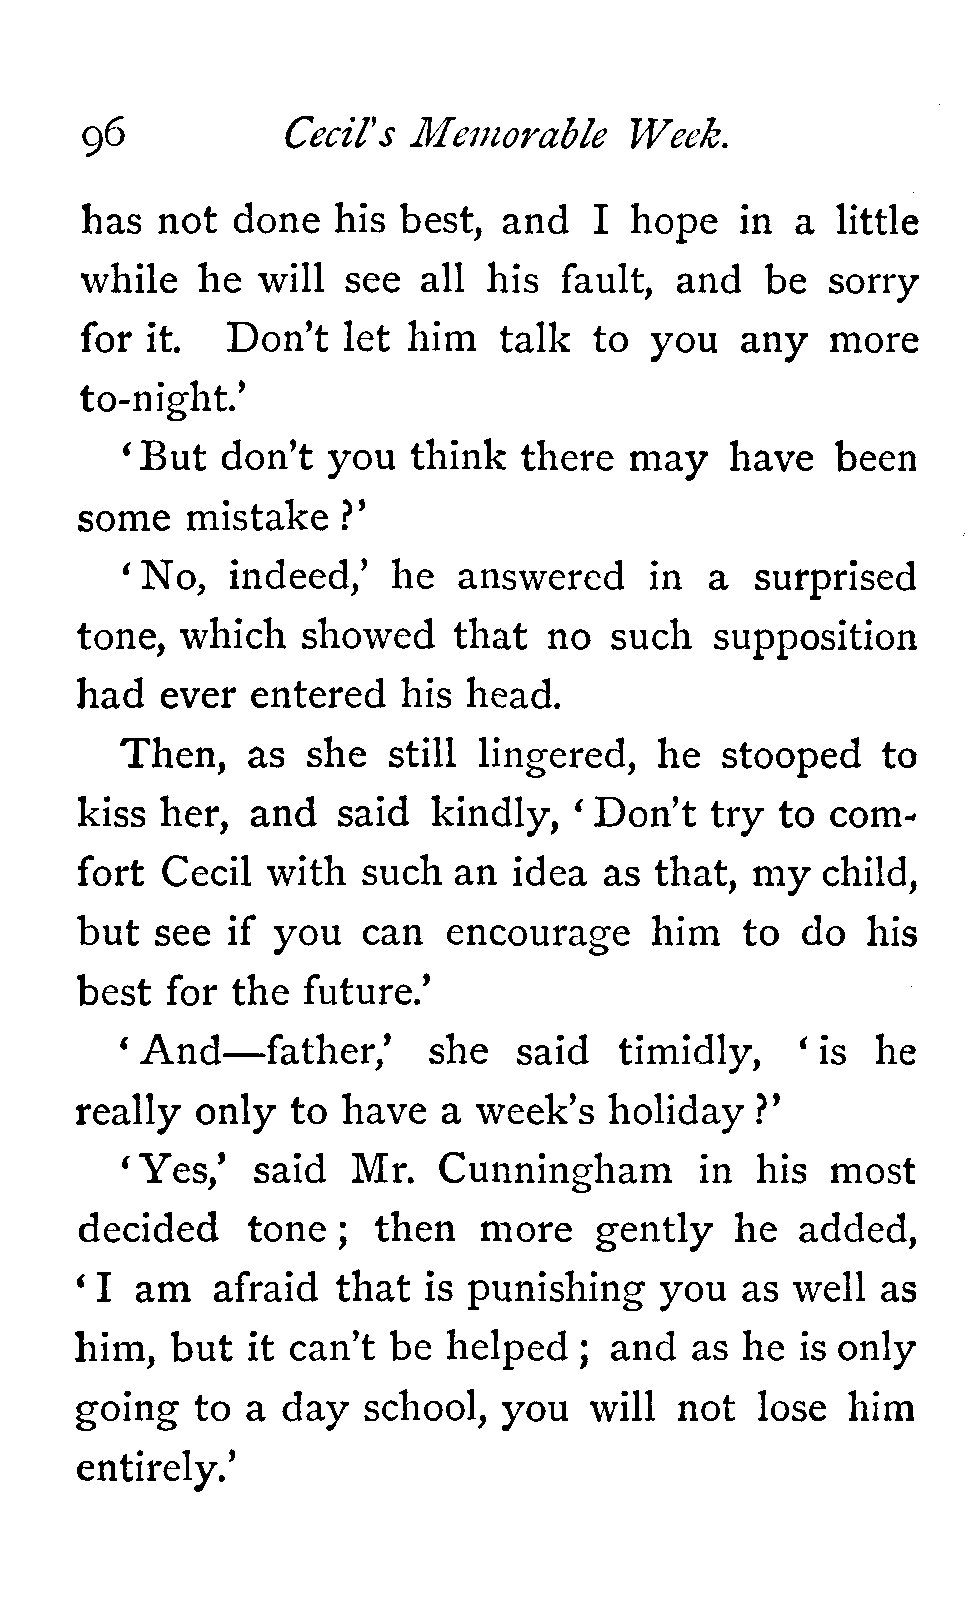 96 Cecil's Memorable Week.
has not done his best, and I hope in a little
while he will see all his fault, and be sorry
for it. Don't let him talk to you any more
to-night.'
‘But don't you think there may have been
some mistake?'
‘No, indeed,' he answered in a surprised
tone, which showed that no such supposition
had ever entered his head.
Then, as she still lingered, he stooped to
kiss her, and said kindly, ‘Don't try to com-
fort Cecil with such an idea as that, my child,
but see if you can encourage him to do his
best for the future.'
‘And—father,' she said timidly, ‘is he
really only to have a week's holiday?'
‘Yes,' said Mr. Cunningham in his most
decided tone; then more gently he added,
‘I am afraid that is punishing you as well as
him, but it can't be helped; and as he is only
going to a day school, you will not lose him
entirely.'